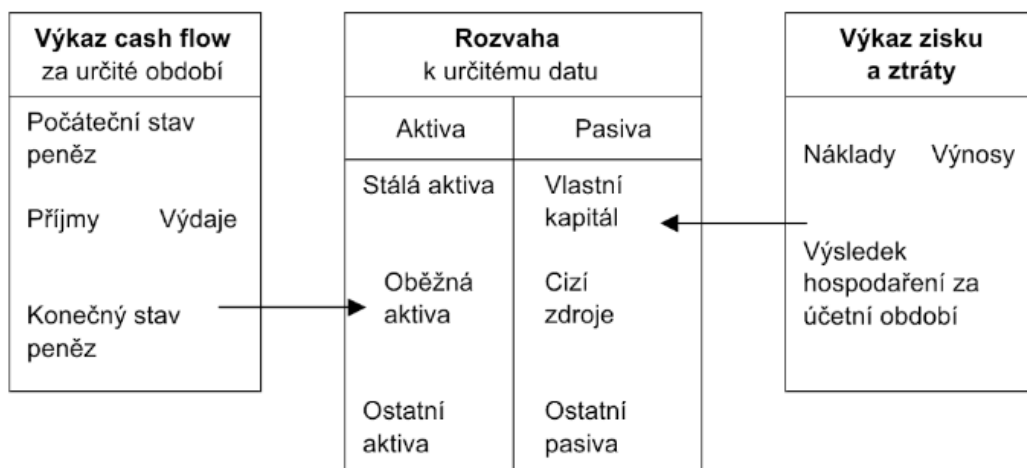 Výkaz cash flow
za určité období
Počáteční stav
peněz
Příjmy Výdaje
Konečný stav
peněz
Rozvaha
k určitému datu
Aktiva Pasiva
Stálá aktiva
Vlastní
kapitál
Oběžná
aktiva
Cizí
zdroje
Ostatní
aktiva
Ostatní
pasiva
Výkaz zisku
a ztráty
Náklady Výnosy
Výsledek
hospodaření za
účetní období